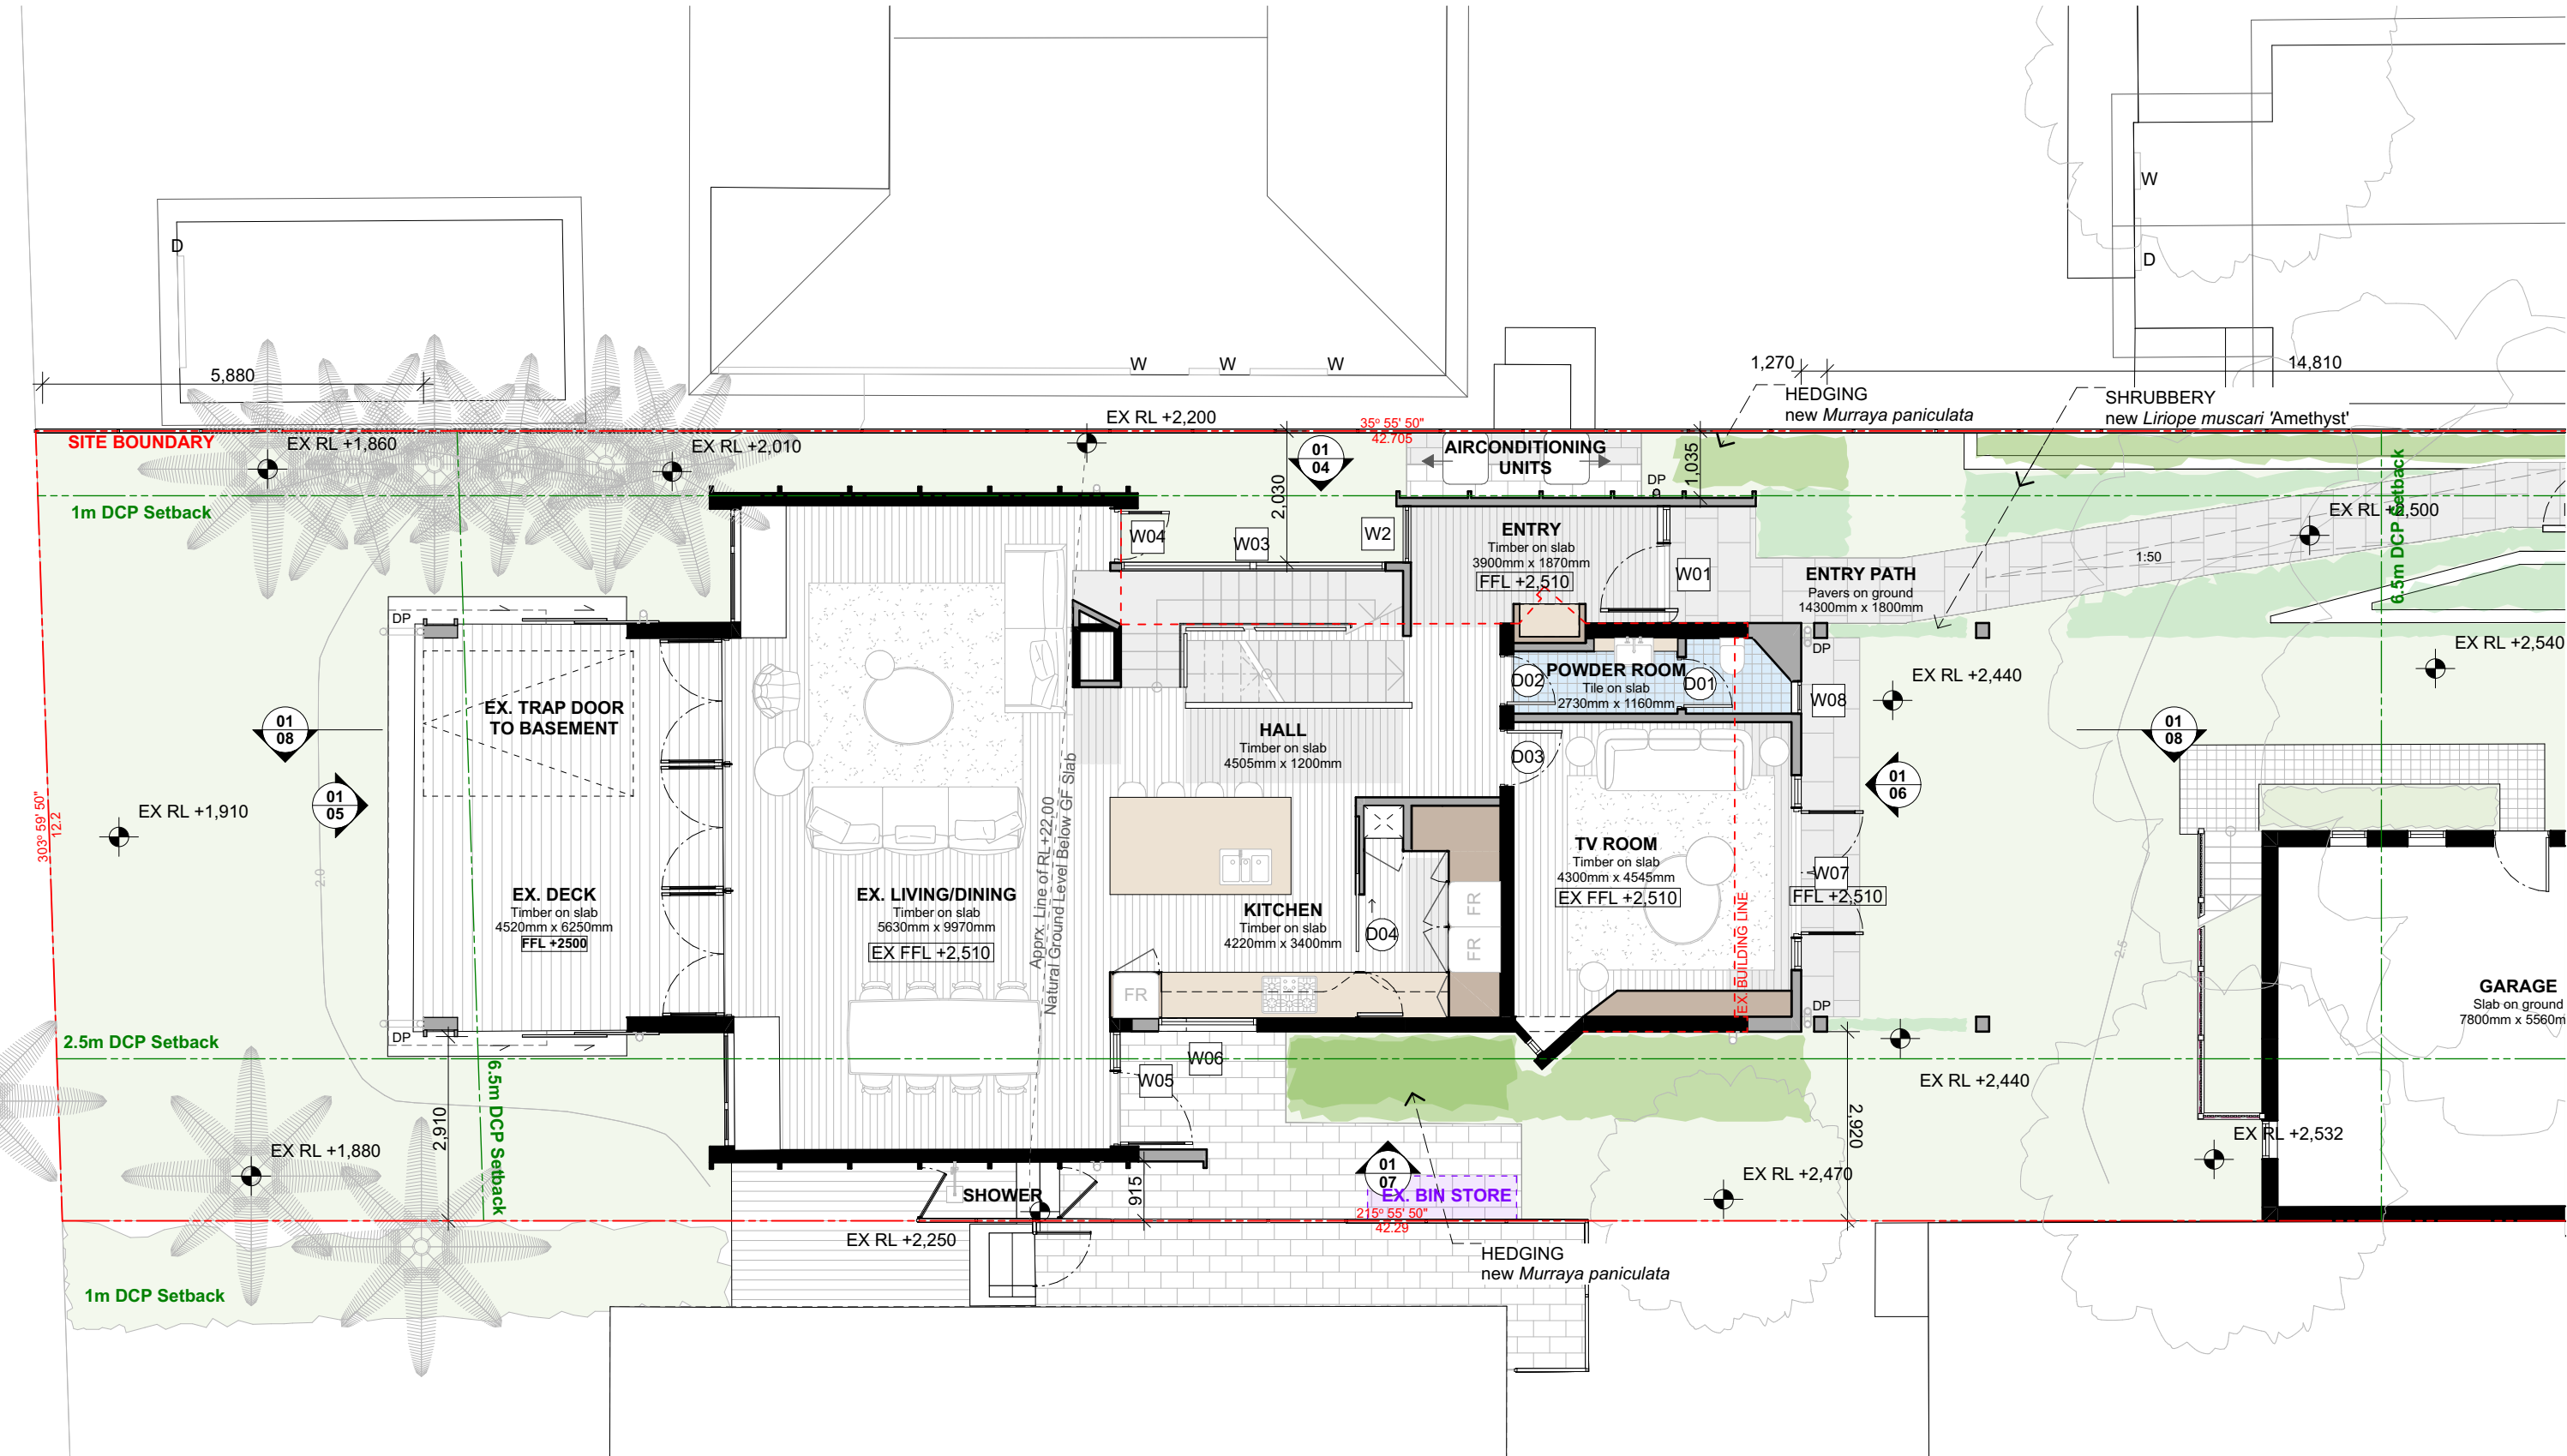 W
D
D
W
W
W
5,880
1,270
14,810
HEDGING
new Murraya paniculata
SHRUBBERY
new Liriope muscari 'Amethyst'
EX RL +2,200
35º 55' 50"
42.705
SITE BOUNDARY
EX RL +1,860
EX RL +2,010
01
04
AIRCONDITIONING
UNITS
1,035
DP
2,030
1m DCP Setback
6.5m DCP Setback
EX RL +2,500
W04
W03
W2
ENTRY
Timber on slab
3900mm x 1870mm
FFL +2,510
W01
1:50
ENTRY PATH
Pavers on ground
14300mm x 1800mm
DP
DP
EX RL +2,540
POWDER ROOM
Tile on slab
2730mm x 1160mm
D02
D01
W08
EX RL +2,440
EX. TRAP DOOR
TO BASEMENT
01
08
HALL
Timber on slab
4505mm x 1200mm
D03
01
08
01
05
01
06
303º 59' 50"
12.2
EX RL +1,910
2.0
Apprx. Line of RL+22.00
Natural Ground Level Below GF Slab
TV ROOM
Timber on slab
4300mm x 4545mm
EX FFL +2,510
W07
FFL +2,510
EX. DECK
Timber on slab
4520mm x 6250mm
FFL +2500
EX. LIVING/DINING
Timber on slab
5630mm x 9970mm
EX FFL +2,510
KITCHEN
Timber on slab
4220mm x 3400mm
D04
FR
FR
FR
EX. BUILDING LINE
2.5
GARAGE
Slab on ground
7800mm x 5560m
DP
DP
2.5m DCP Setback
6.5m DCP Setback
W06
W05
EX RL +2,440
2,910
2,920
EX RL +2,532
EX RL +1,880
01
07
EX RL +2,470
SHOWER
915
EX. BIN STORE
215º 55' 50"
42.29
EX RL +2,250
HEDGING
new Murraya paniculata
1m DCP Setback